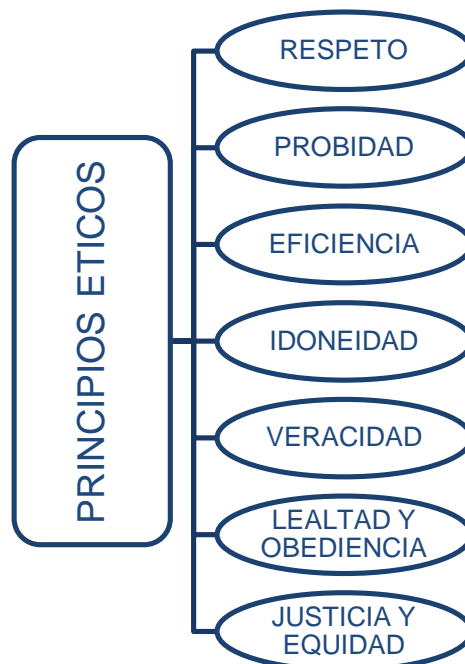 PRINCIPIOS ETICOS
RESPETO
PROBIDAD
EFICIENCIA
IDONEIDAD
VERACIDAD
LEALTAD Y
OBEDIENCIA
JUSTICIA Y
EQUIDAD